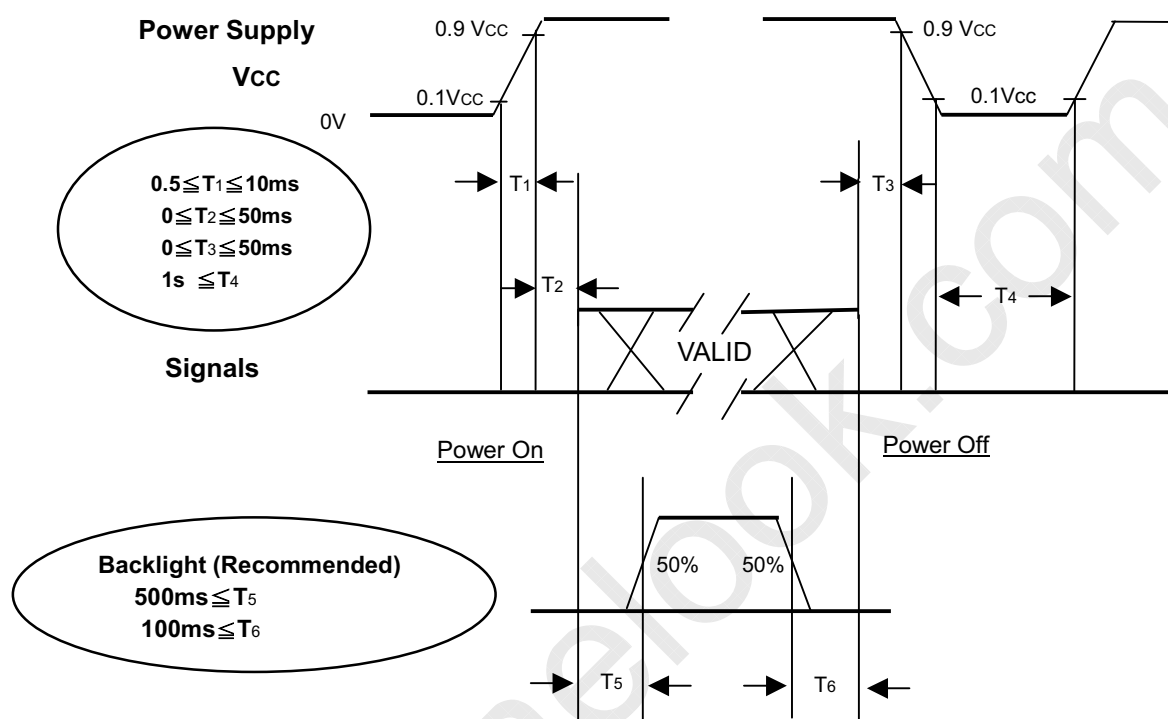 Power Supply
VCC
0.9 VCC
0.1VCC
0V
0.9 VCC
0.1VCC
0.5≦T1≦10ms
0≦T2≦50ms
0≦T3≦50ms
1s ≦T4
T1
T2
T3
T4
VALID
Signals
Power On
Power Off
Backlight (Recommended)
500ms≦T5
100ms≦T6
50%
50%
T5
T6